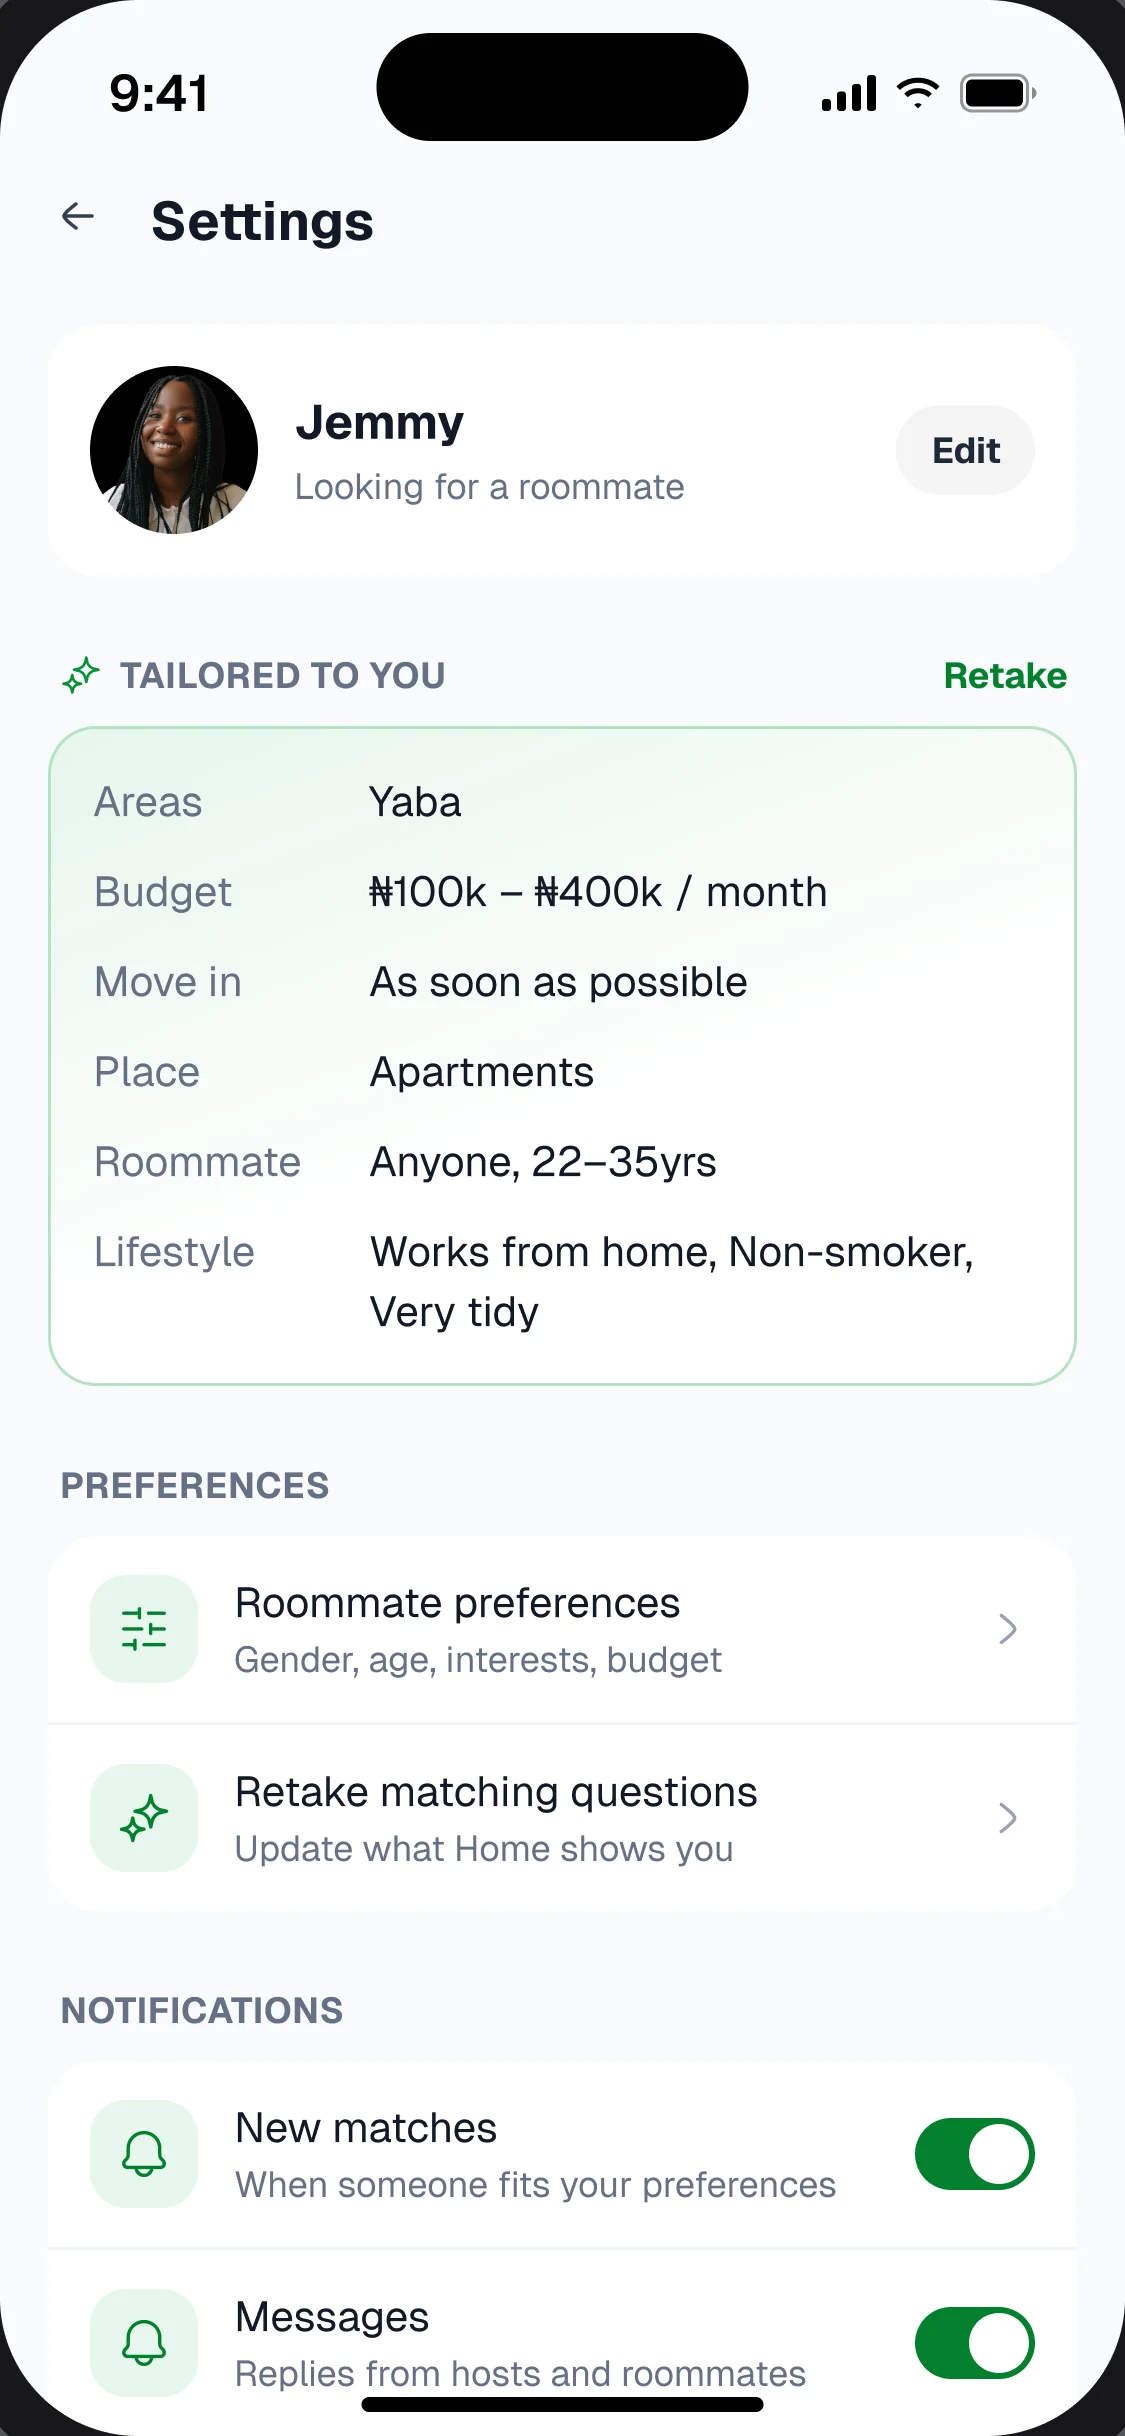 9:41
Settings
Jemmy
Looking for a roommate
Edit
TAILORED TO YOU
Retake
Areas
Yaba
Budget
₦100k – ₦400k / month
Move in
As soon as possible
Place
Apartments
Roommate
Anyone, 22–35yrs
Lifestyle
Works from home, Non-smoker,
Very tidy
PREFERENCES
Roommate preferences
Gender, age, interests, budget
Retake matching questions
Update what Home shows you
NOTIFICATIONS
New matches
When someone fits your preferences
Messages
Replies from hosts and roommates